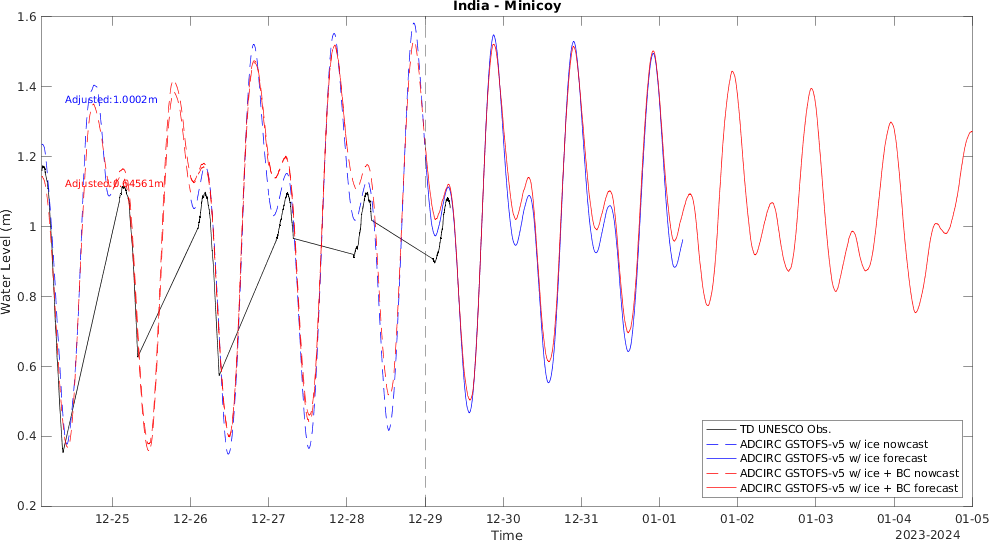 India - Minicoy
1.6
1.4
1.2
1
0.8
0.6
0.4
0.2
Water Level (m)
Adjusted:1.0002m
12-25
12-26
12-27
12-28
12-29
12-30
12-31
01-01
01-02
01-03
01-04
01-05
Time
2023-2024
TD UNESCO Obs.
ADCIRC GSTOFS-v5 w/ ice nowcast
ADCIRC GSTOFS-v5 w/ ice forecast
ADCIRC GSTOFS-v5 w/ ice + BC nowcast
ADCIRC GSTOFS-v5 w/ ice + BC forecast